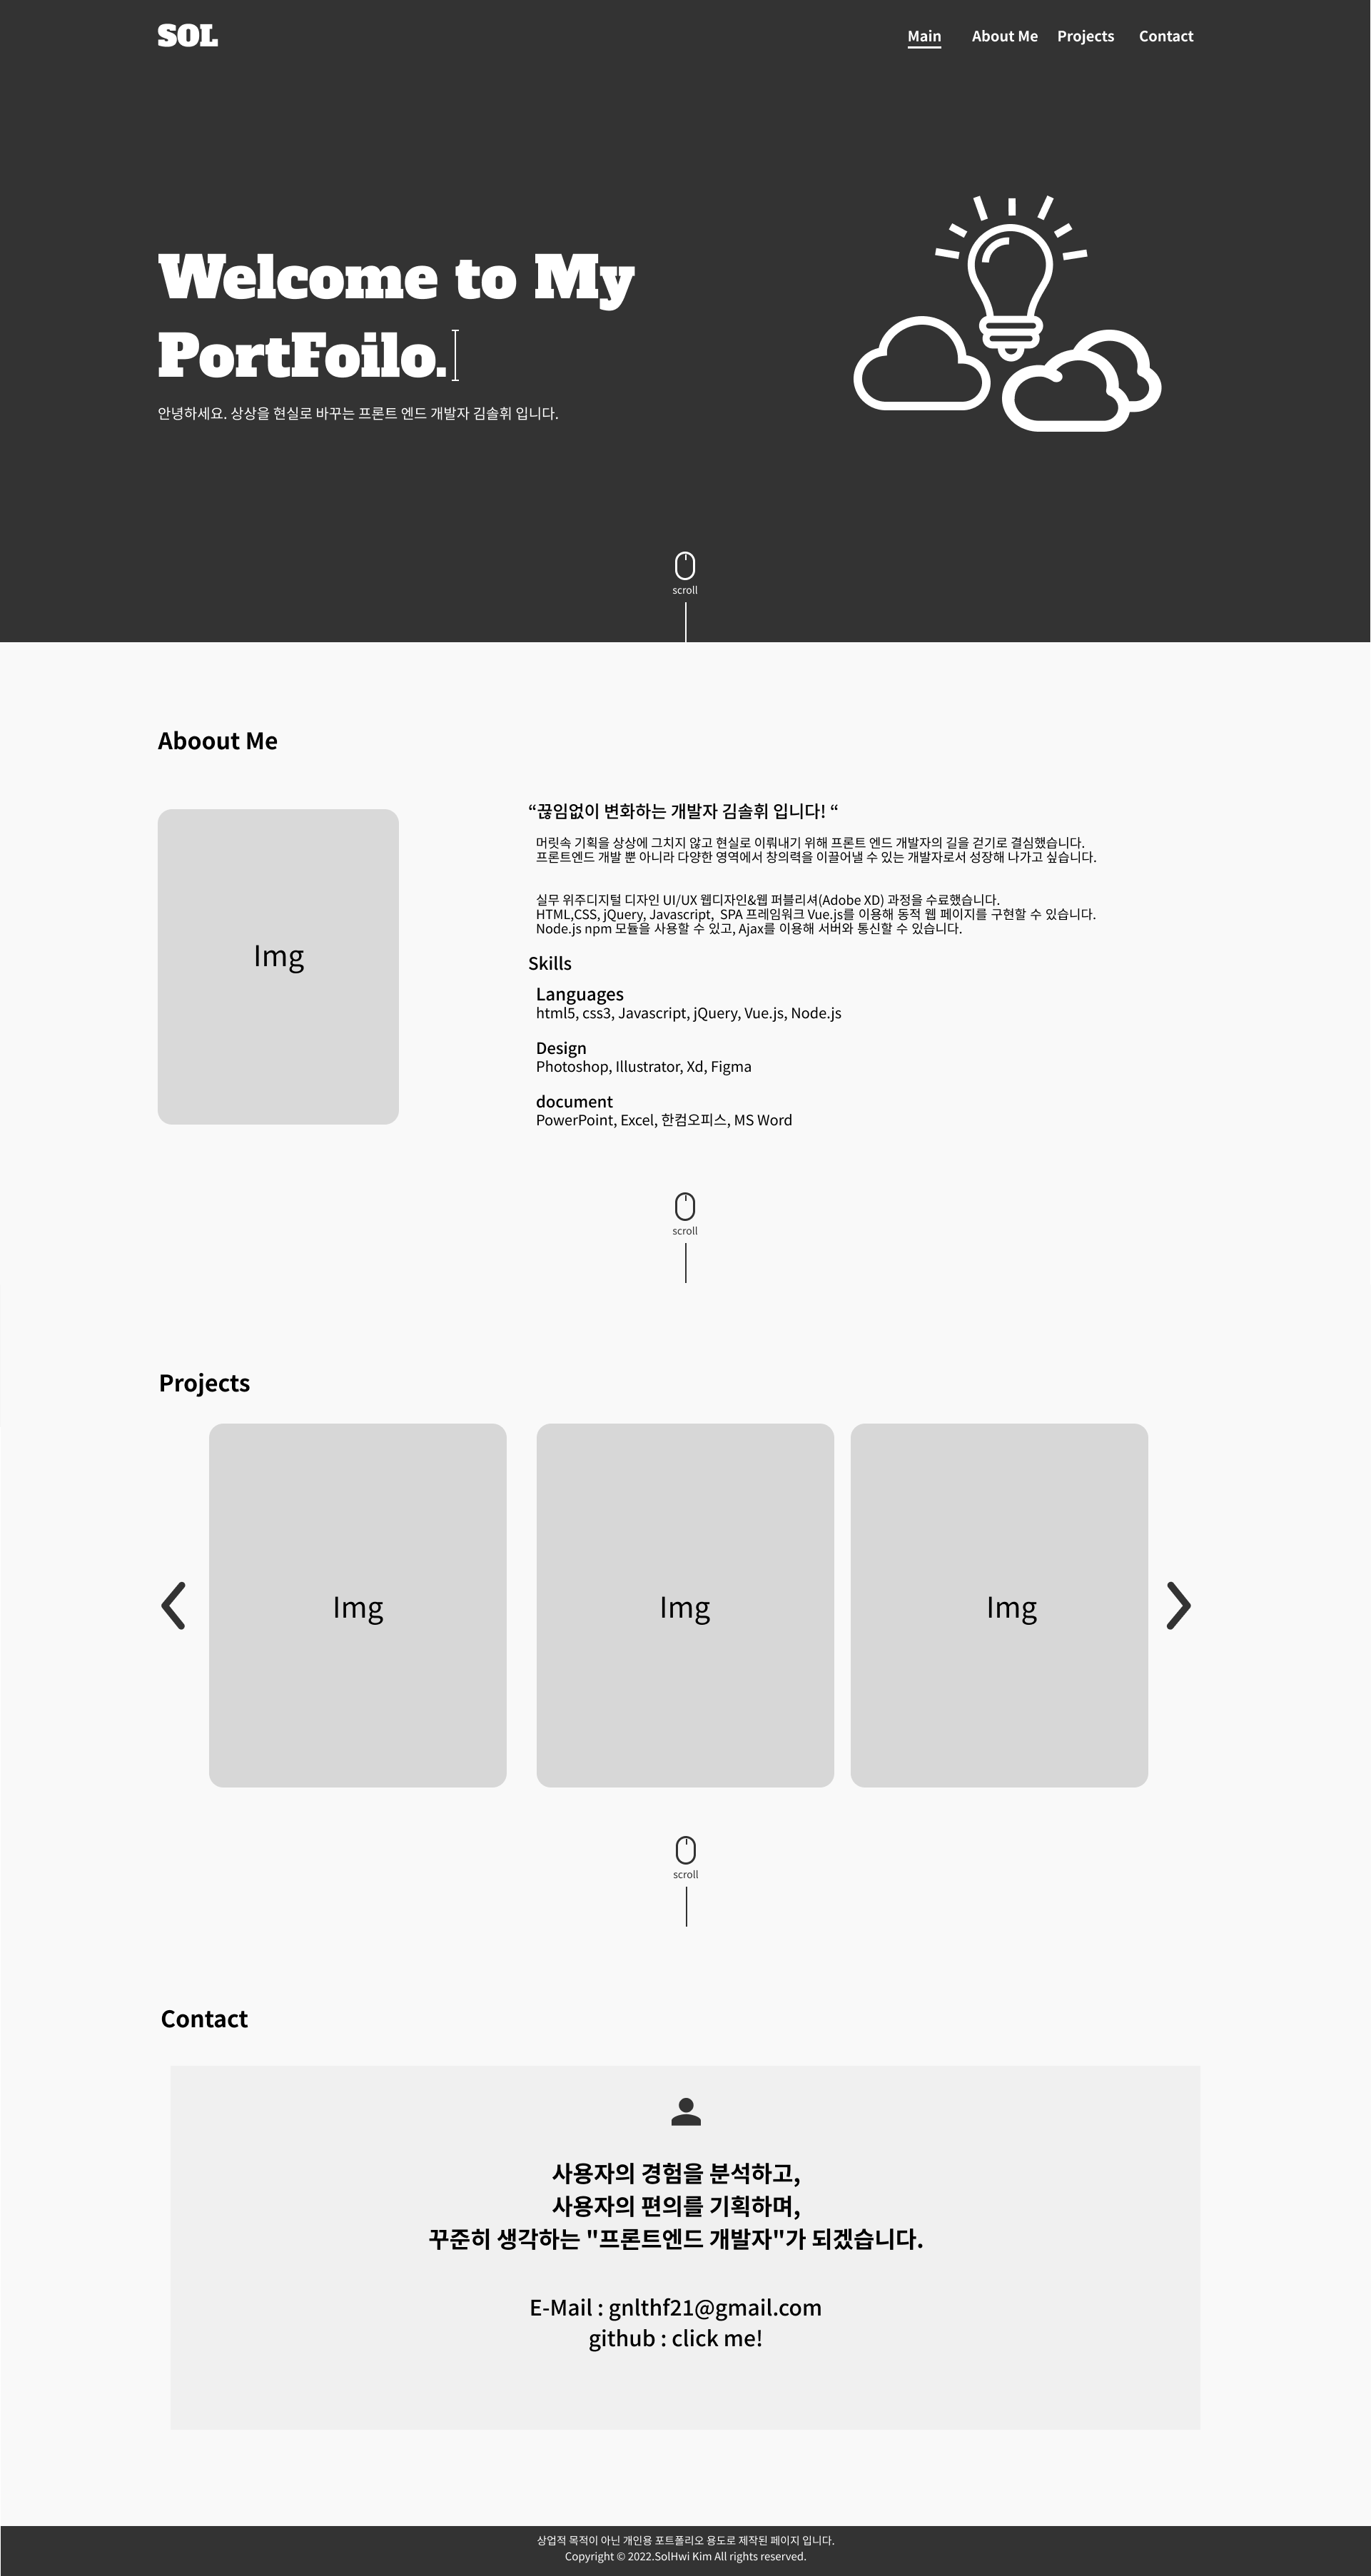 SOL
Main About Me Projects Contact
Welcome to My
PortFoilo.
안녕하세요. 상상을 현실로 바꾸는 프론트 엔드 개발자 김솔휘 입니다.
scroll
Aboout Me
Img
“끊임없이 변화하는 개발자 김솔휘 입니다! “
머릿속 기획을 상상에 그치지 않고 현실로 이뤄내기 위해 프론트 엔드 개발자의 길을 걷기로 결심했습니다.
프론트엔드 개발 뿐 아니라 다양한 영역에서 창의력을 이끌어낼 수 있는 개발자로서 성장해 나가고 싶습니다.
실무 위주디지털 디자인 UI/UX 웹디자인&웹 퍼블리셔(Adobe XD) 과정을 수료했습니다.
HTML,CSS, jQuery, Javascript, SPA 프레임워크 Vue.js를 이용해 동적 웹 페이지를 구현할 수 있습니다.
Node.js npm 모듈을 사용할 수 있고, Ajax를 이용해 서버와 통신할 수 있습니다.
Skills
Languages
html5, css3, Javascript, jQuery, Vue.js, Node.js
Design
Photoshop, Illustrator, Xd, Figma
document
PowerPoint, Excel, 한컴오피스, MS Word
scroll
Projects
Img Img Img
scroll
Contact
사용자의 경험을 분석하고,
사용자의 편의를 기획하며,
꾸준히 생각하는 "프론트엔드 개발자"가 되겠습니다.
E-Mail : gnlthf21@gmail.com
github : click me!
상업적 목적이 아닌 개인용 포트폴리오 용도로 제작된 페이지 입니다.
Copyright © 2022.SolHwi Kim All rights reserved.